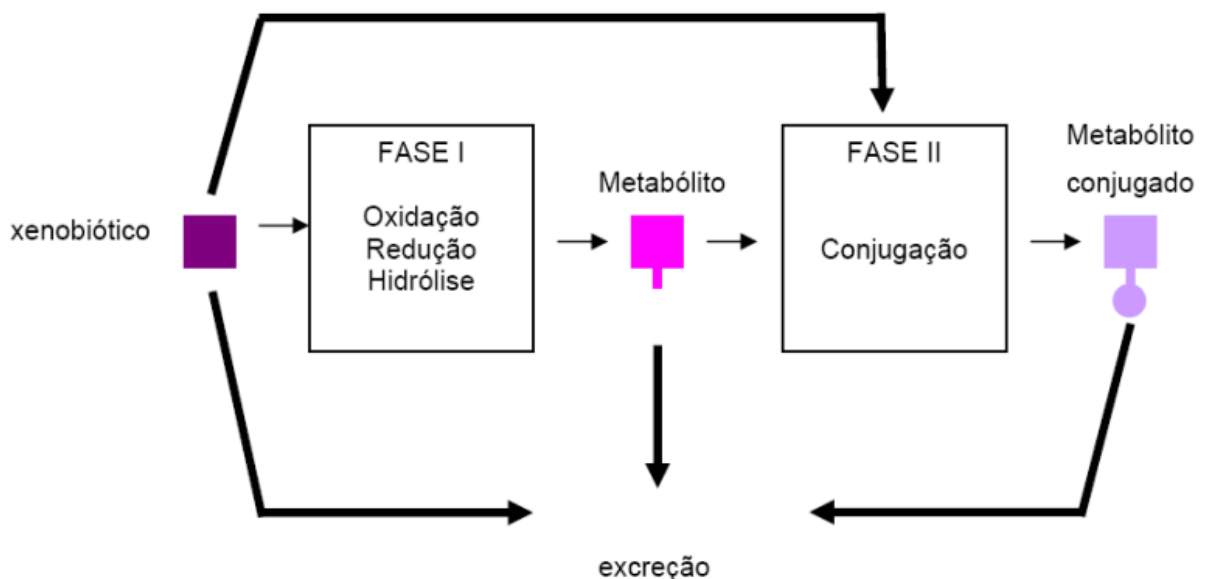 xenobiótico
FASE I
Oxidação
Redução
Hidrólise
Metabólito
FASE II
Conjugação
Metabólito
conjugado
excreção